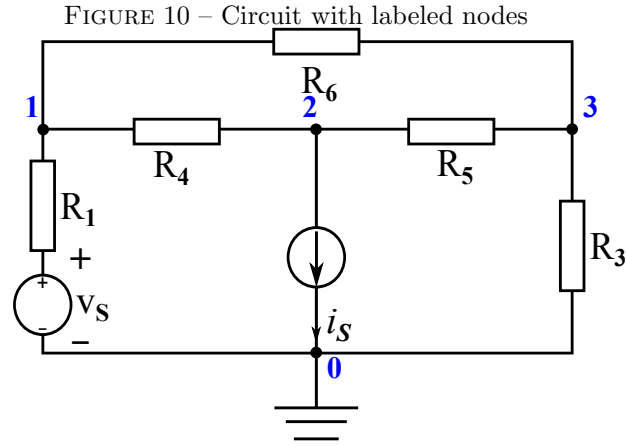 FIGURE 10 – Circuit with labeled nodes
R6
1
2
3
R4
R5
R1
R3
+
+
vS
–
–
iS
0